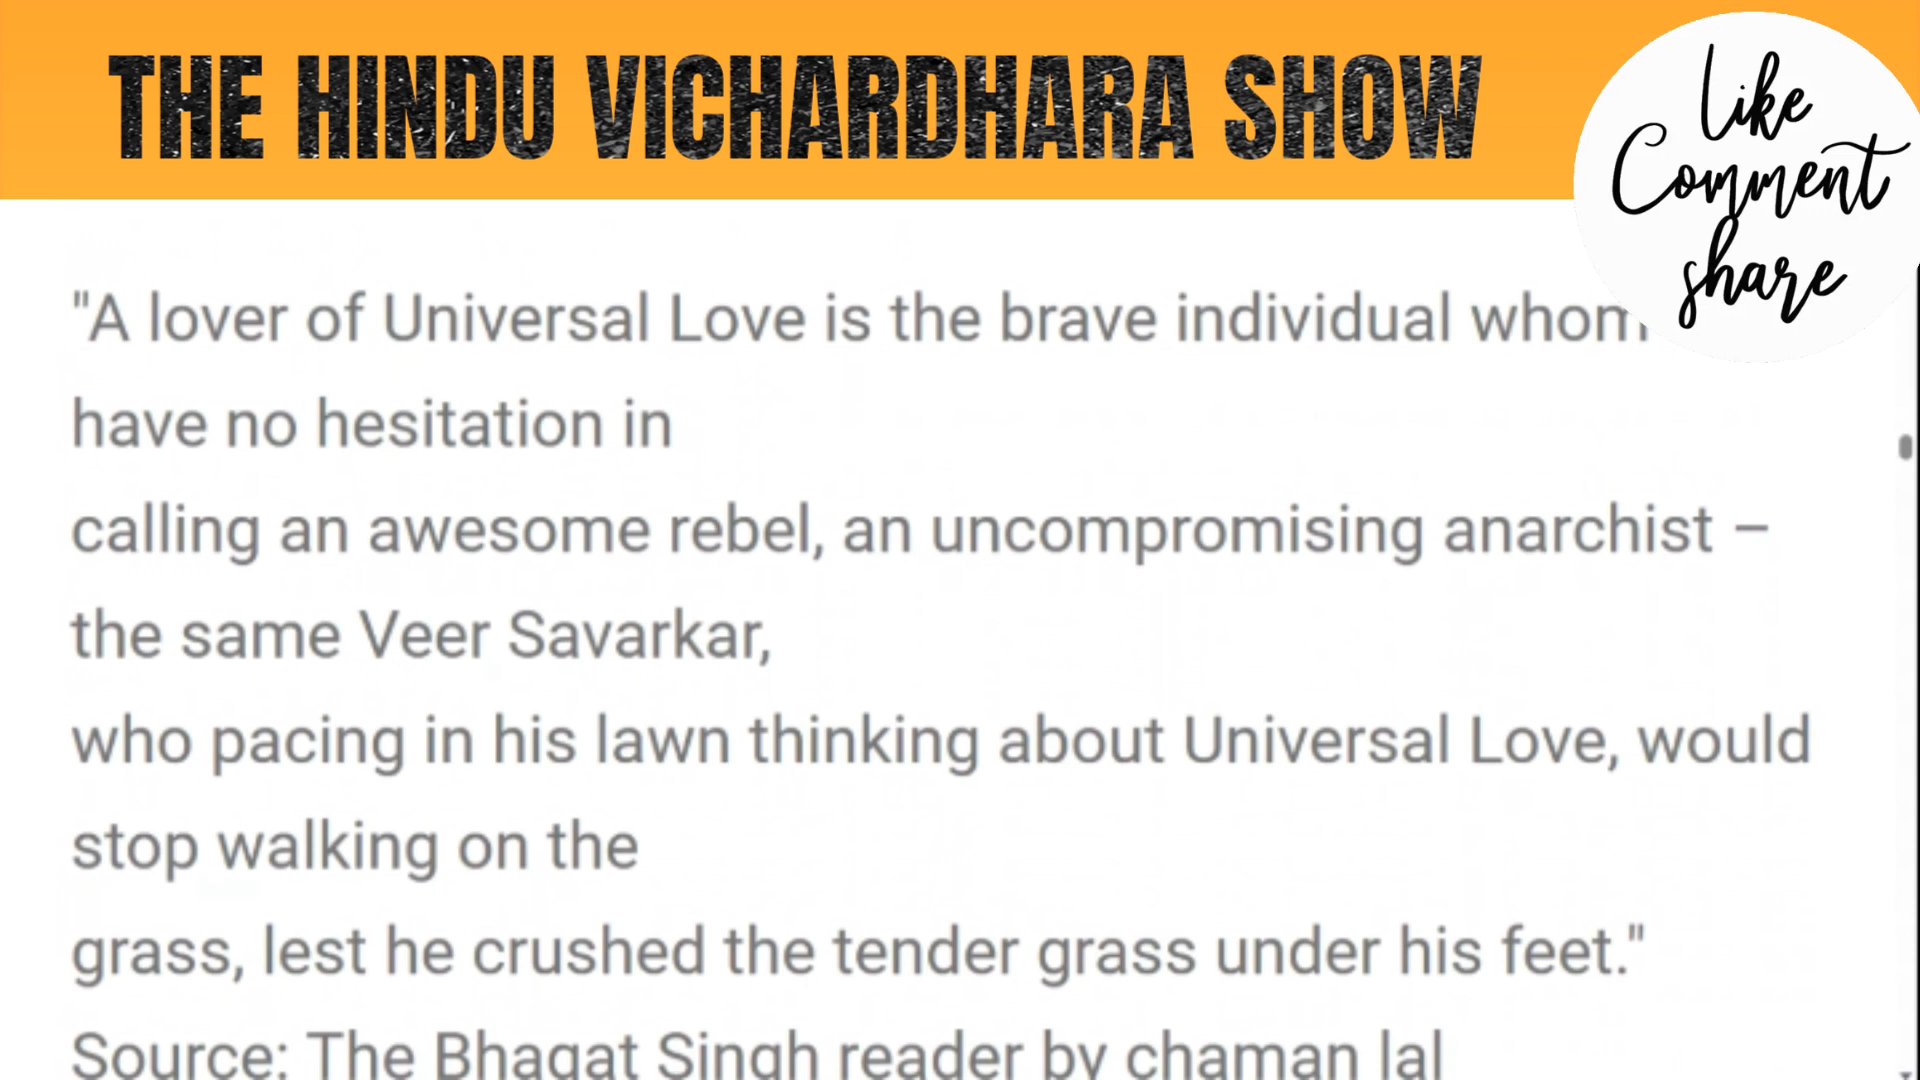 THE HINDU VICHARDHARA SHOW
like
Comment
share
"A lover of Universal Love is the brave individual whom
have no hesitation in
calling an awesome rebel, an uncompromising anarchist –
the same Veer Savarkar,
who pacing in his lawn thinking about Universal Love, would
stop walking on the
grass, lest he crushed the tender grass under his feet."
Source: The Bhagat Singh reader by chaman lal